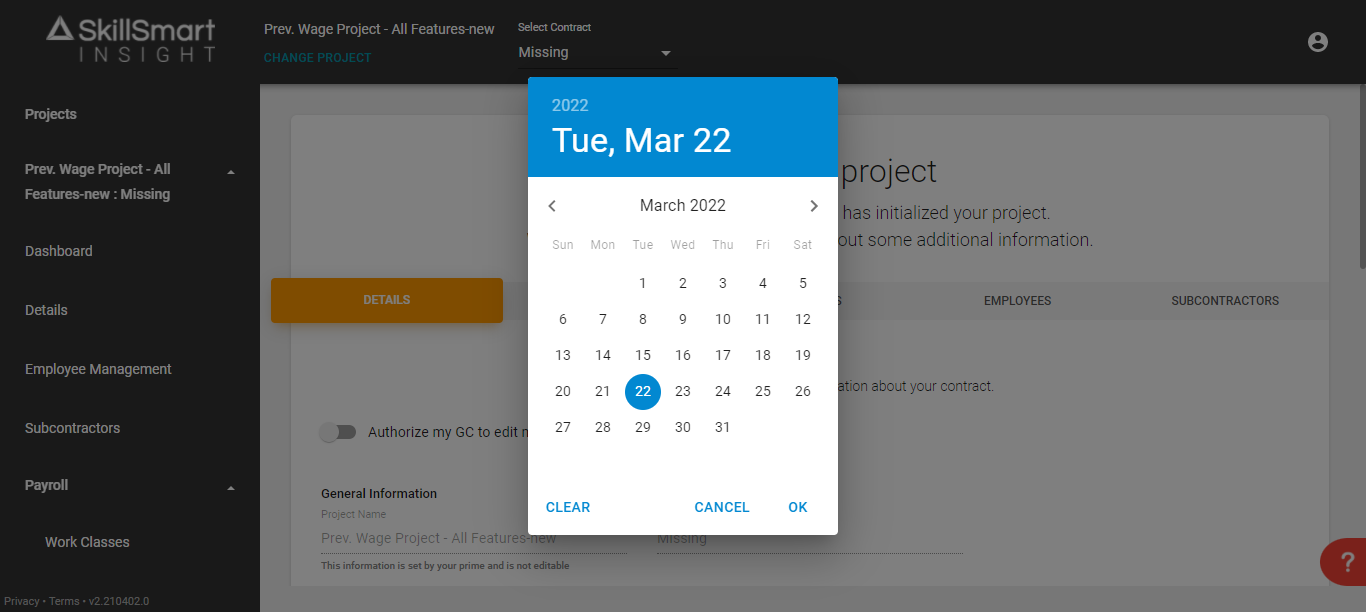 SkillSmart
INSIGHT
Prev. Wage Project - All Features-new
CHANGE PROJECT
Select Contract
Missing
Projects
Prev. Wage Project - All
Features-new : Missing
Dashboard
Details
Employee Management
Subcontractors
Payroll
Work Classes
Privacy • Terms • v2.210402.0
2022
Tue, Mar 22
March 2022
Sun Mon Tue Wed Thu Fri Sat
1 2 3 4 5
6 7 8 9 10 11 12
13 14 15 16 17 18 19
20 21 22 23 24 25 26
27 28 29 30 31
CLEAR CANCEL OK
project
has initialized your project.
out some additional information.
DETAILS
EMPLOYEES
SUBCONTRACTORS
about your contract.
Authorize my GC to edit
General Information
Project Name
Prev. Wage Project - All Features-new
Missing
This information is set by your prime and is not editable
?